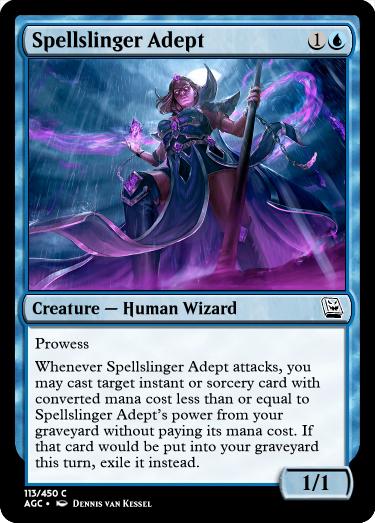 Spellslinger Adept 1
Creature — Human Wizard
Prowess
Whenever Spellslinger Adept attacks, you
may cast target instant or sorcery card with
converted mana cost less than or equal to
Spellslinger Adept's power from your
graveyard without paying its mana cost. If
that card would be put into your graveyard
this turn, exile it instead.
1/1
113/450 C
AGC • Dennis van Kessel